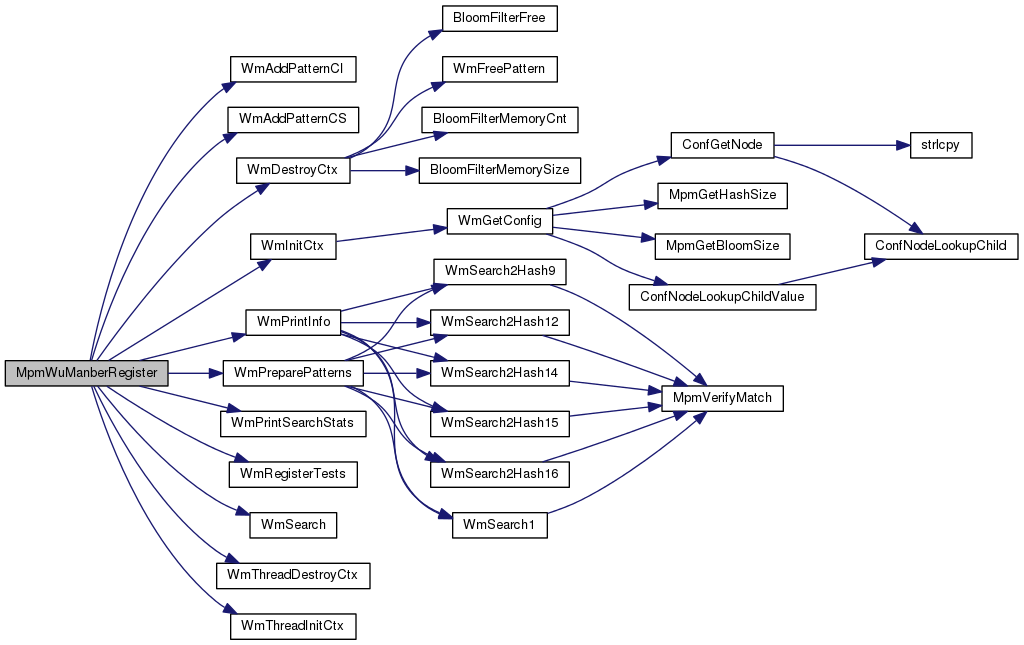 BloomFilterFree
WmAddPatternCI
WmFreePattern
WmAddPatternCS
BloomFilterMemoryCnt
ConfGetNode
strlcpy
WmDestroyCtx
BloomFilterMemorySize
MpmGetHashSize
WmGetConfig
WmInitCtx
MpmGetBloomSize
ConfNodeLookupChild
WmSearch2Hash9
ConfNodeLookupChildValue
WmPrintInfo
WmSearch2Hash12
MpmWuManberRegister
WmPreparePatterns
WmSearch2Hash14
MpmVerifyMatch
WmPrintSearchStats
WmSearch2Hash15
WmRegisterTests
WmSearch2Hash16
WmSearch
WmSearch1
WmThreadDestroyCtx
WmThreadInitCtx